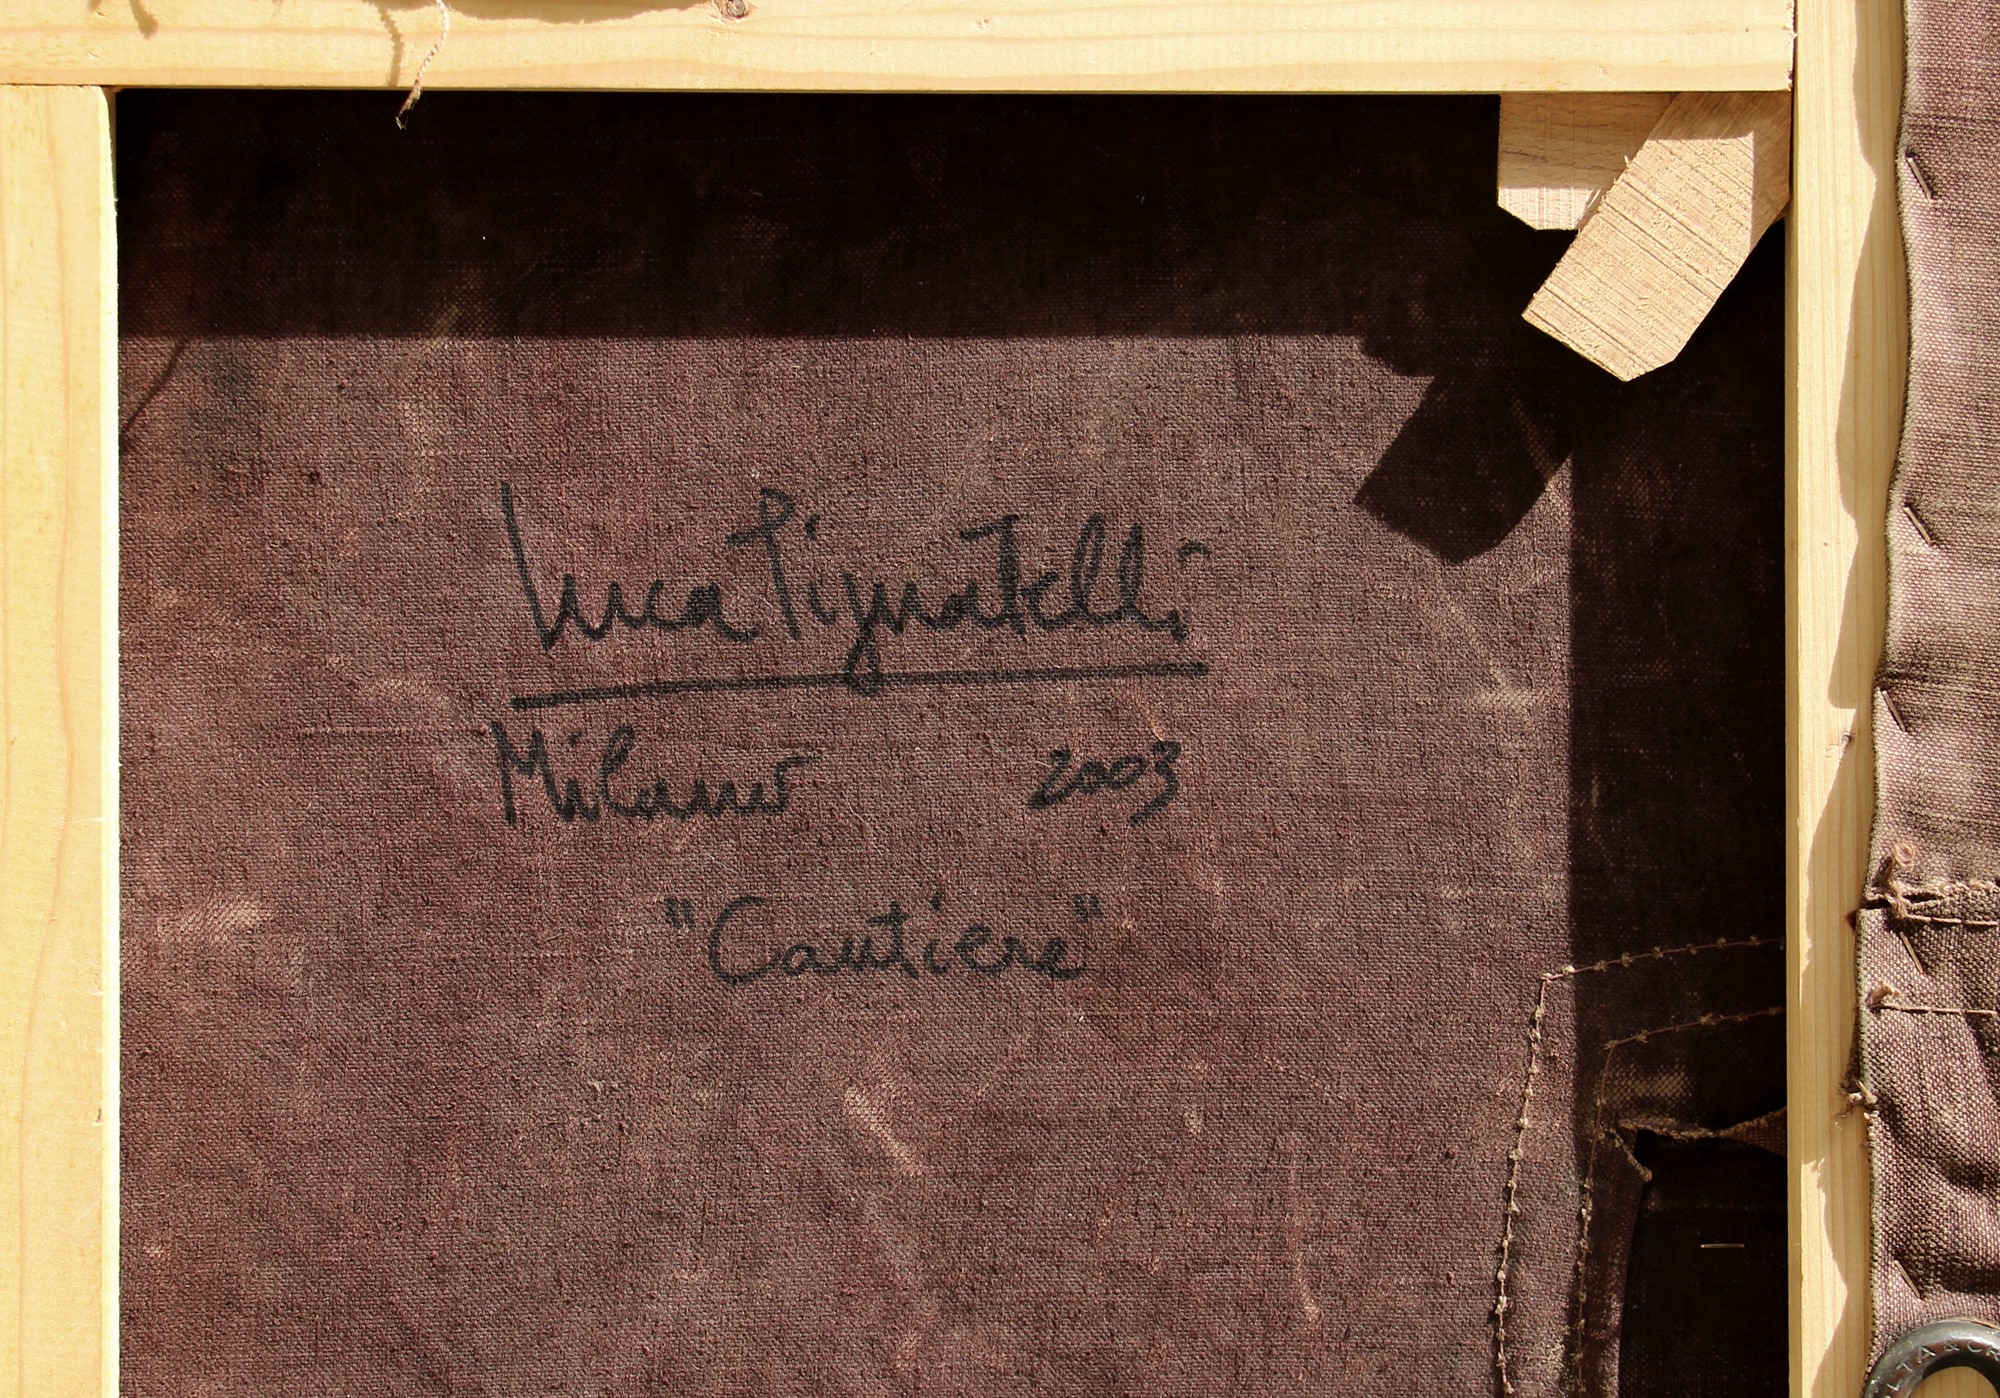 Luca Pignatelli
Milano 2003
"Cantiere"